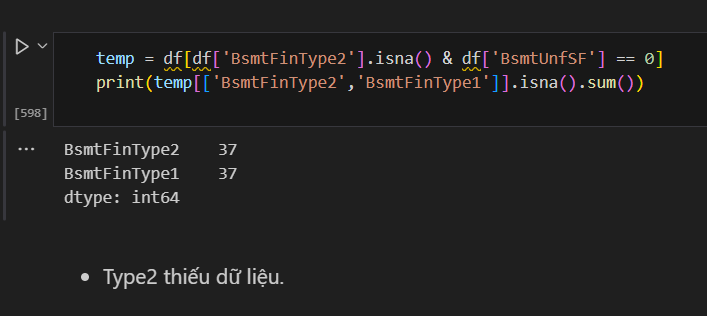 temp = df[df['BsmtFinType2'].isna() & df['BsmtUnfSF'] == 0]
print(temp[['BsmtFinType2','BsmtFinType1']].isna().sum())
[598]
...
BsmtFinType2    37
BsmtFinType1    37
dtype: int64
• Type2 thiếu dữ liệu.